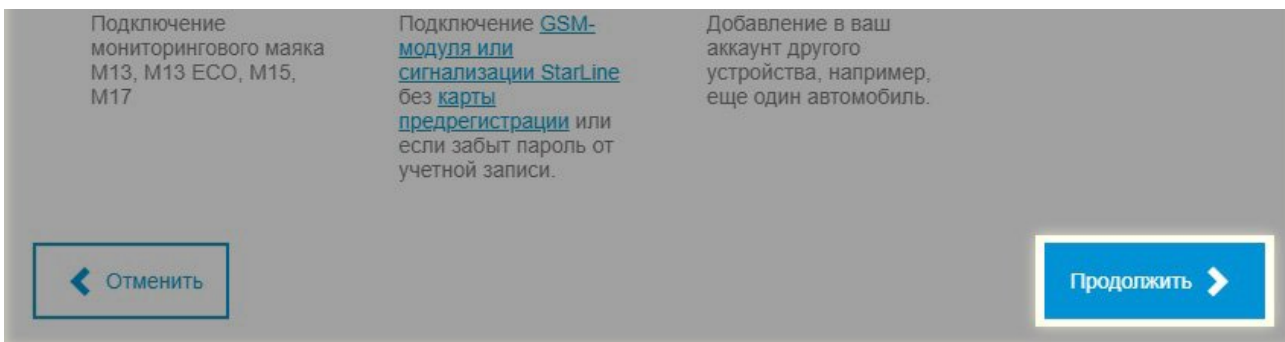 Подключение
мониторингового маяка
M13, M13 ECO, M15,
M17
Подключение GSM-
модуля или
сигнализации StarLine
без карты
предрегистрации или
если забыт пароль от
учетной записи.
Добавление в ваш
аккаунт другого
устройства, например,
еще один автомобиль.
Отменить
Продолжить